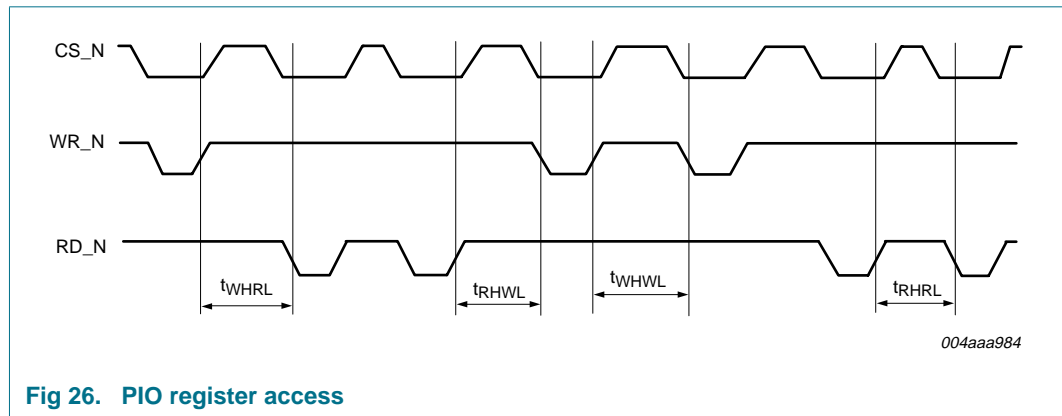 CS_N
WR_N
RD_N
tWHRL
tRHWL
tWHWL
tRHRL
004aaa984
Fig 26. PIO register access